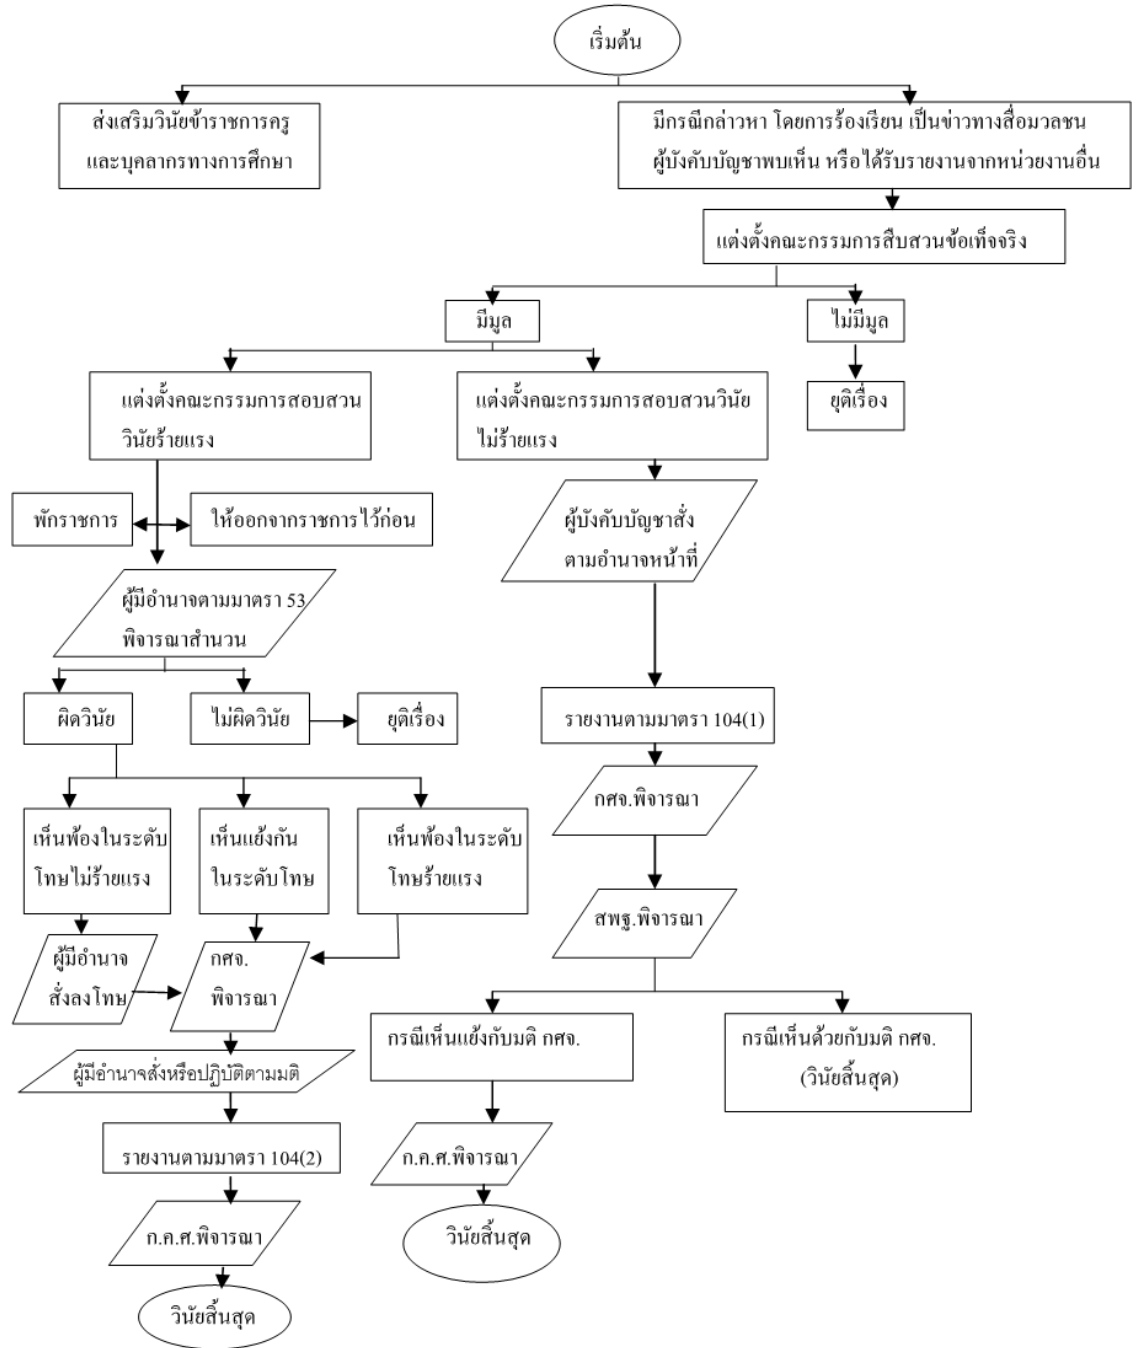 เริ่มต้น
ส่งเสริมวินัยข้าราชการครู
และบุคลากรทางการศึกษา
มีกรณีกล่าวหา โดยการร้องเรียน เป็นข่าวทางสื่อมวลชน
ผู้บังคับบัญชาพบเห็น หรือได้รับรายงานจากหน่วยงานอื่น
แต่งตั้งคณะกรรมการสืบสวนข้อเท็จจริง
มีมูล
ไม่มีมูล
แต่งตั้งคณะกรรมการสอบสวน
วินัยร้ายแรง
แต่งตั้งคณะกรรมการสอบสวนวินัย
ไม่ร้ายแรง
ยุติเรื่อง
พักราชการ
ให้ออกจากราชการไว้ก่อน
ผู้บังคับบัญชาสั่ง
ตามอำนาจหน้าที่
ผู้มีอำนาจตามมาตรา 53
พิจารณาสำนวน
ผิดวินัย
ไม่ผิดวินัย
ยุติเรื่อง
รายงานตามมาตรา 104(1)
กศจ.พิจารณา
เห็นพ้องในระดับ
โทษไม่ร้ายแรง
เห็นแย้งกัน
ในระดับโทษ
เห็นพ้องในระดับ
โทษร้ายแรง
สพฐ.พิจารณา
ผู้มีอำนาจ
สั่งลงโทษ
กศจ.
พิจารณา
กรณีเห็นแย้งกับมติ กศจ.
กรณีเห็นด้วยกับมติ กศจ.
(วินัยสิ้นสุด)
ผู้มีอำนาจสั่งหรือปฏิบัติตามมติ
รายงานตามมาตรา 104(2)
ก.ค.ศ.พิจารณา
ก.ค.ศ.พิจารณา
วินัยสิ้นสุด
วินัยสิ้นสุด